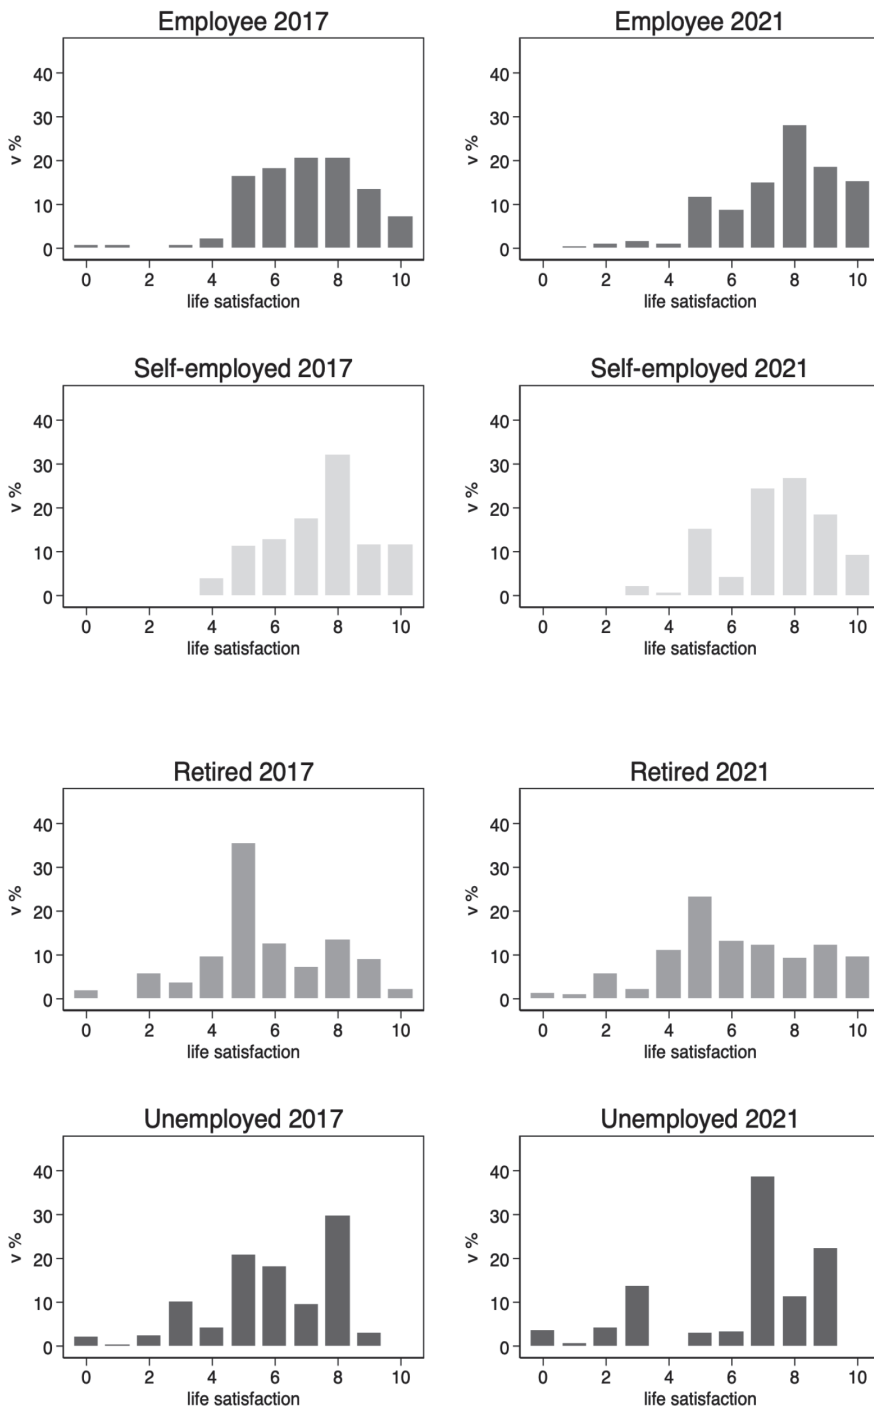 Employee 2017
v %
40
30
20
10
0
0 2 4 6 8 10
life satisfaction
Employee 2021
v %
40
30
20
10
0
0 2 4 6 8 10
life satisfaction
Self-employed 2017
v %
40
30
20
10
0
0 2 4 6 8 10
life satisfaction
Self-employed 2021
v %
40
30
20
10
0
0 2 4 6 8 10
life satisfaction
Retired 2017
v %
40
30
20
10
0
0 2 4 6 8 10
life satisfaction
Retired 2021
v %
40
30
20
10
0
0 2 4 6 8 10
life satisfaction
Unemployed 2017
v %
40
30
20
10
0
0 2 4 6 8 10
life satisfaction
Unemployed 2021
v %
40
30
20
10
0
0 2 4 6 8 10
life satisfaction